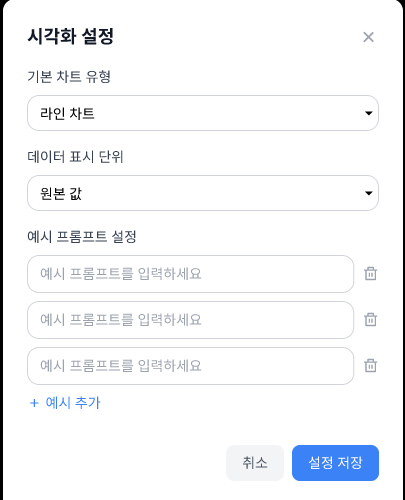 시각화 설정
기본 차트 유형
라인 차트
데이터 표시 단위
원본 값
예시 프롬프트 설정
예시 프롬프트를 입력하세요
예시 프롬프트를 입력하세요
예시 프롬프트를 입력하세요
+ 예시 추가
취소 설정 저장